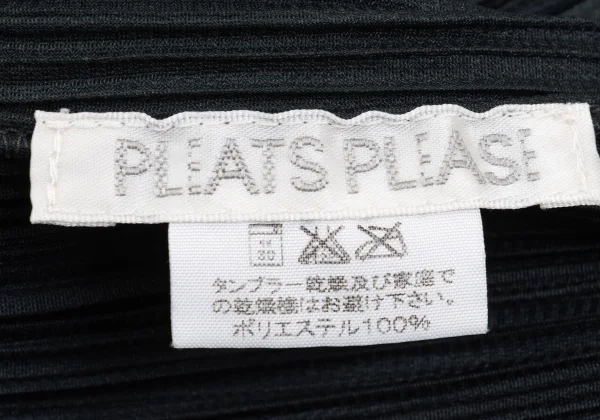 PLEATS PLEASE
タンブラー乾燥及び家庭で
の乾燥機はお避け下さい。
ポリエステル100%